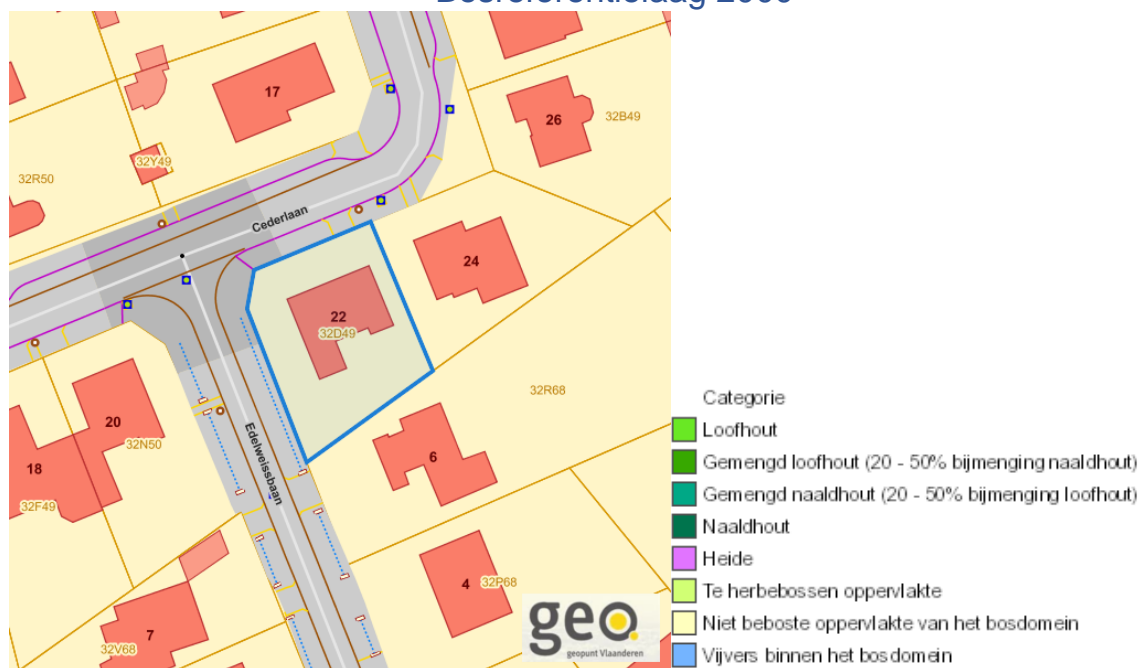 17
26
32B49
32Y49
32R50
Cederlaan
24
22
32D49
32R68
20
32N50
18
32F49
Edelweissbaan
6
4
32P68
7
32V68
geo
geopunt Vlaanderen
Categorie
Loofhout
Gemengd loofhout (20 - 50% bijmenging naaldhout)
Gemengd naaldhout (20 - 50% bijmenging loofhout)
Naaldhout
Heide
Te herbebossen oppervlakte
Niet beboste oppervlakte van het bosdomein
Vijvers binnen het bosdomein